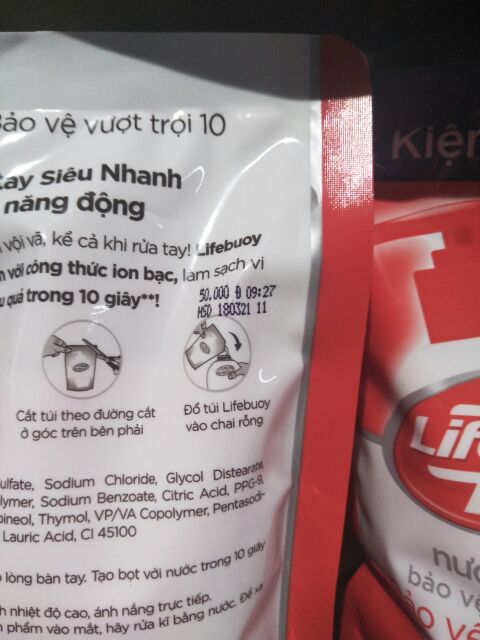 Bảo vệ vượt trội 10
tay Siêu Nhanh
năng động
vội vã, kể cả khi rửa tay! Lifebuoy
với công thức ion bạc, làm sạch vi
quả trong 10 giây**!
50,000 Đ 09:27
HSD 180321 11
Cắt túi theo đường cắt
ở góc trên bên phải
Đổ túi Lifebuoy
vào chai rỗng
Sodium Chloride, Glycol Distearate,
Sodium Benzoate, Citric Acid, PPG-9,
Thymol, VP/VA Copolymer, Pentasodi-
Lauric Acid, CI 45100
lòng bàn tay. Tạo bọt với nước trong 10 giây
nhiệt độ cao, ánh nắng trực tiếp.
phẩm vào mắt, hãy rửa kĩ bằng nước. Để xa
Kiện
Life
nước
bảo vệ